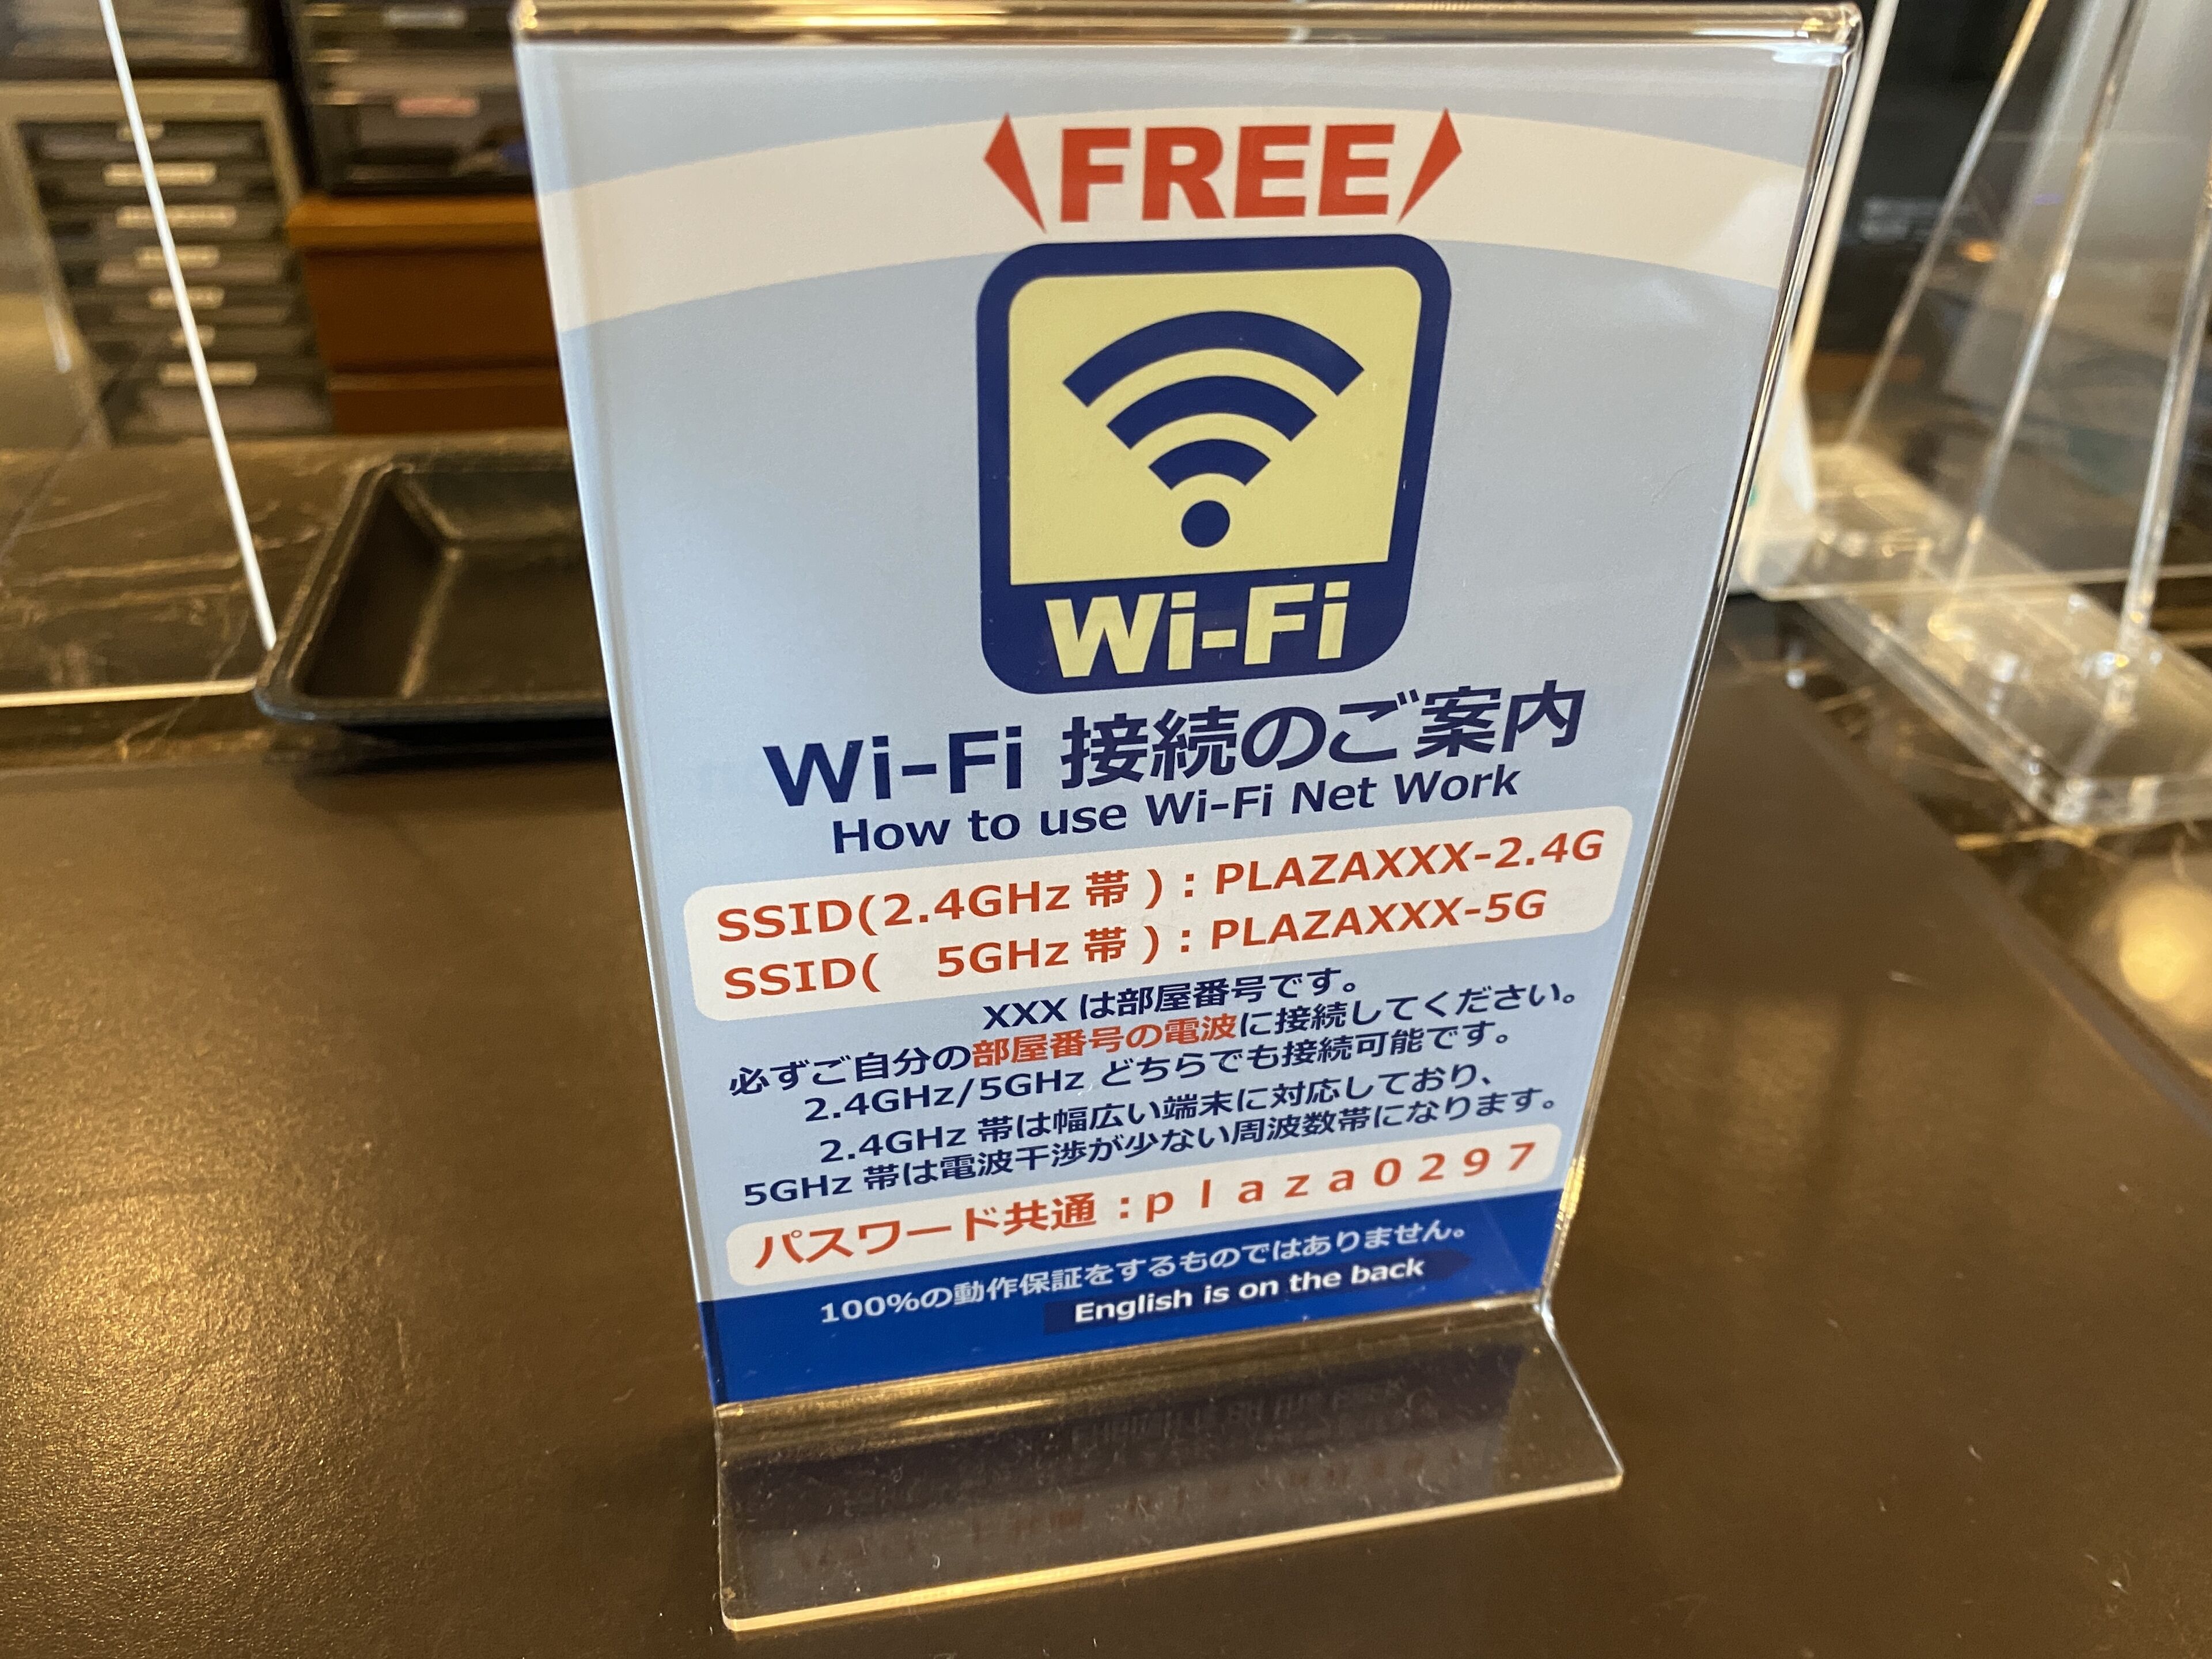 FREE
Wi-Fi
Wi-Fi 接続のご案内
How to use Wi-Fi Net Work
SSID(2.4GHz 帯 ) : PLAZAXXX-2.4G
SSID(　5GHz 帯 ) : PLAZAXXX-5G
XXX は部屋番号です。
必ずご自分の部屋番号の電波に接続してください。
2.4GHz/5GHz どちらでも接続可能です。
2.4GHz 帯は幅広い端末に対応しており、
5GHz 帯は電波干渉が少ない周波数帯になります。
パスワード共通 : p l a z a 0 2 9 7
100%の動作保証をするものではありません。
English is on the back